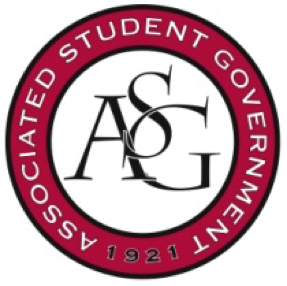 ASSOCIATED STUDENT GOVERNMENT
ASG
1921